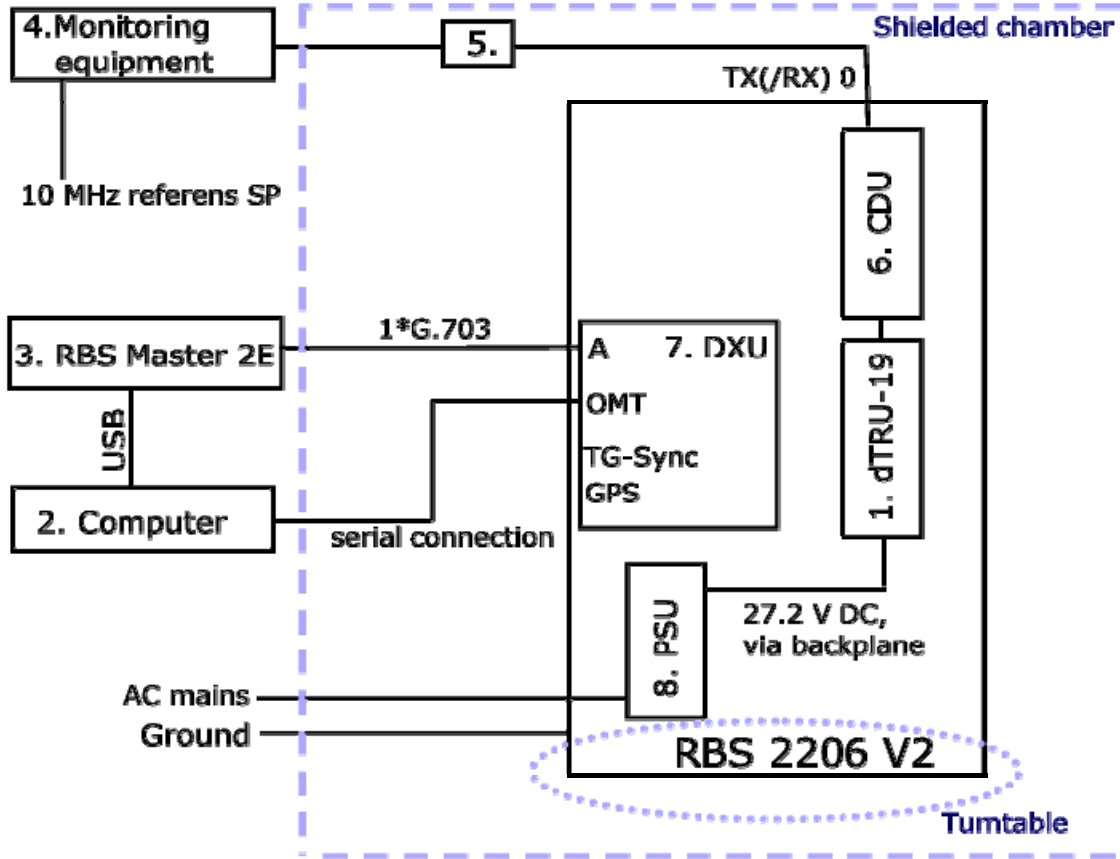 Shielded chamber
4.Monitoring
equipment
5.
TX(/RX) 0
10 MHz referens SP
6. CDU
1*G.703
3. RBS Master 2E
A
7. DXU
OMT
TG-Sync
GPS
1. dTRU-19
USB
2. Computer
serial connection
27.2 V DC,
via backplane
8. PSU
AC mains
Ground
RBS 2206 V2
Turntable